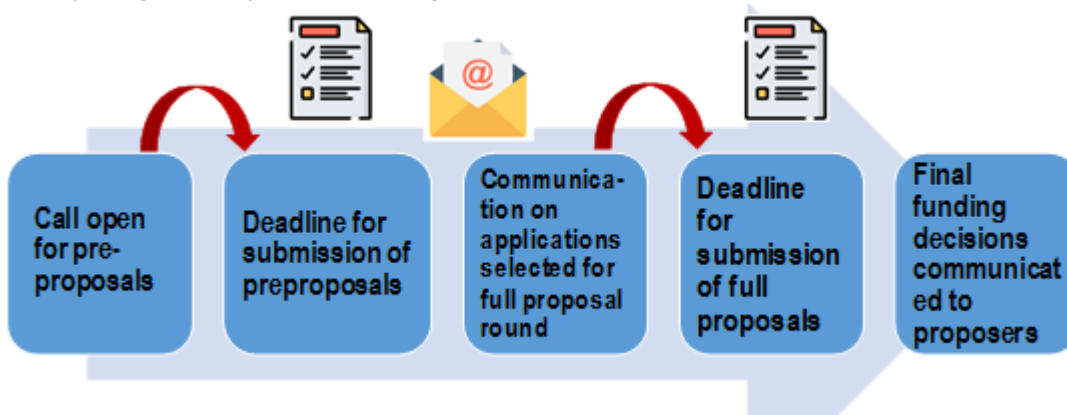 @
Call open
for pre-
proposals
Deadline for
submission of
preproposals
Communica-
tion on
applications
selected for
full proposal
round
Deadline
for
submission
of full
proposals
Final
funding
decisions
communicat
ed to
proposers